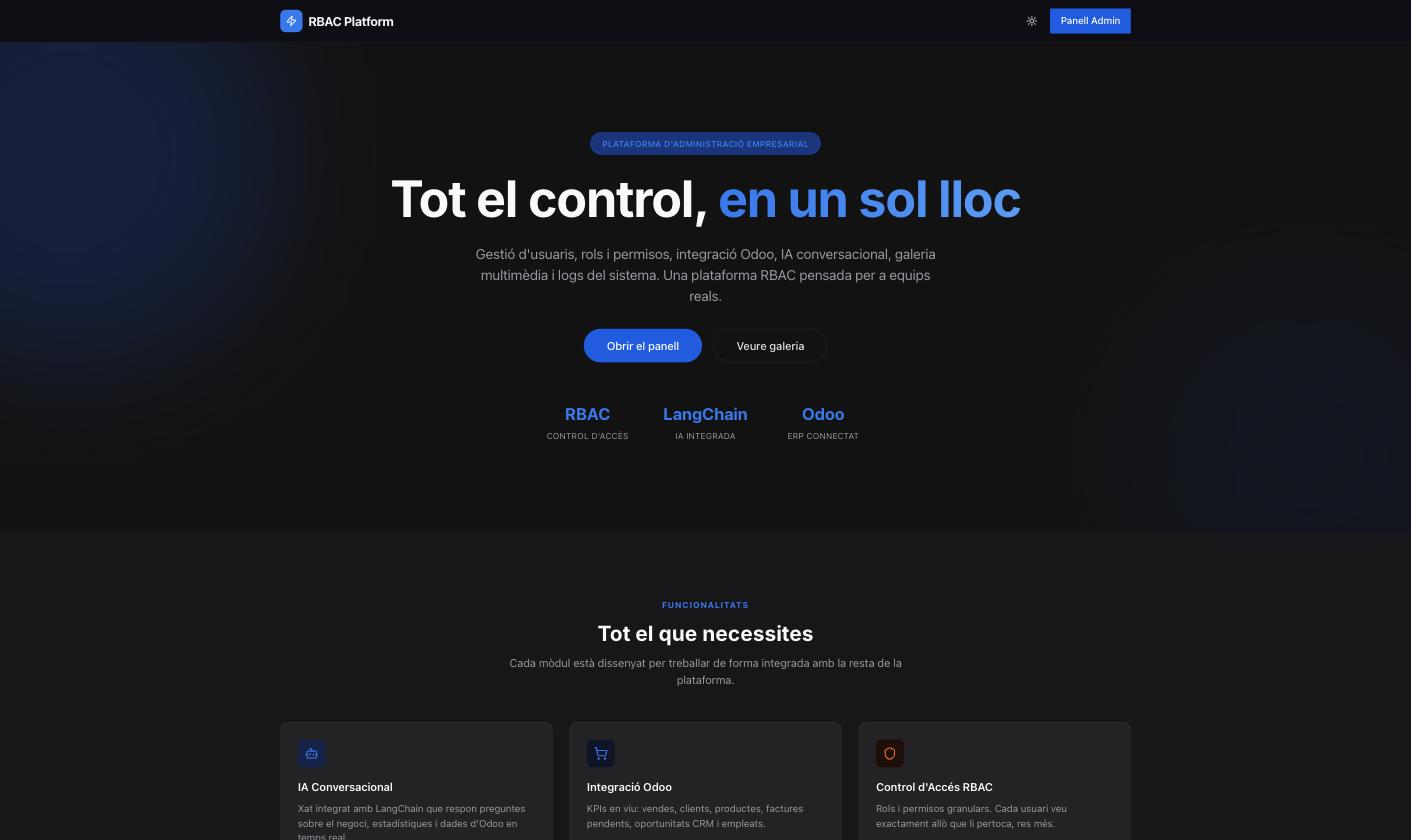 RBAC Platform
Panell Admin
PLATAFORMA D'ADMINISTRACIÓ EMPRESARIAL
Tot el control, en un sol lloc
Gestió d'usuaris, rols i permisos, integració Odoo, IA conversacional, galeria
multimèdia i logs del sistema. Una plataforma RBAC pensada per a equips
reals.
Obrir el panell
Veure galeria
RBAC
CONTROL D'ACCÉS
LangChain
IA INTEGRADA
Odoo
ERP CONNECTAT
FUNCIONALITATS
Tot el que necessites
Cada mòdul està dissenyat per treballar de forma integrada amb la resta de la
plataforma.
IA Conversacional
Xat integrat amb LangChain que respon preguntes
sobre el negoci, estadístiques i dades d'Odoo en
temps real.
Integració Odoo
KPIs en viu: vendes, clients, productes, factures
pendents, oportunitats CRM i empleats.
Control d'Accés RBAC
Rols i permisos granulars. Cada usuari veu
exactament allò que li pertoca, res més.